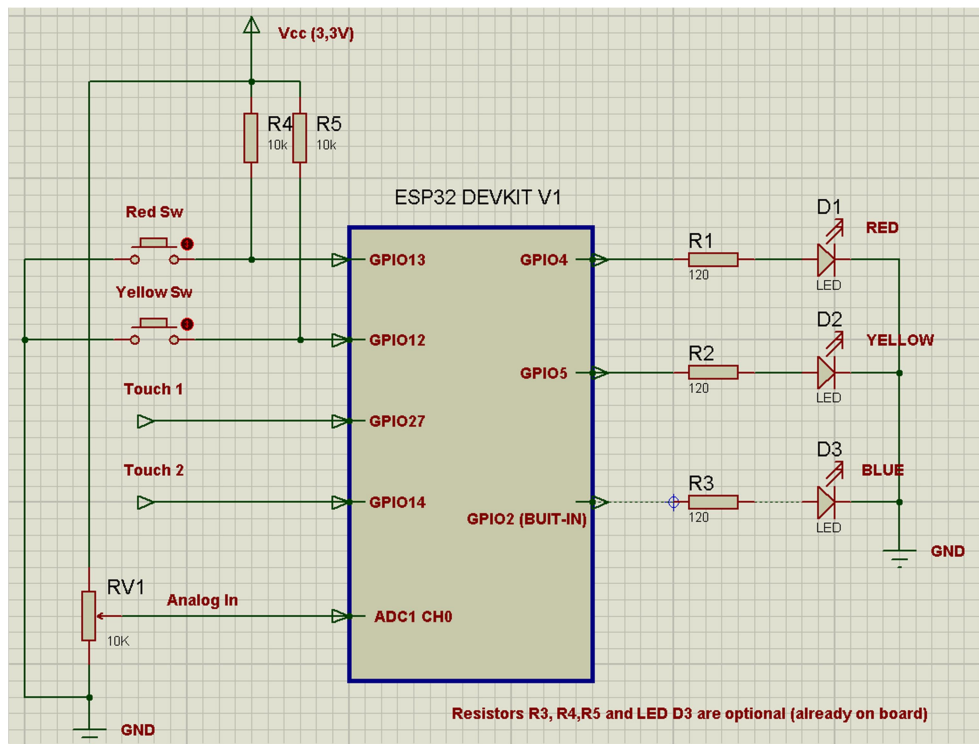 Vcc (3,3V)
R4
10k
R5
10k
ESP32 DEVKIT V1
Red Sw
Yellow Sw
Touch 1
Touch 2
RV1
10K
Analog In
GPIO13
GPIO12
GPIO27
GPIO14
ADC1 CH0
GPIO4
GPIO5
GPIO2 (BUIT-IN)
R1
120
D1
RED
LED
R2
120
D2
YELLOW
LED
R3
120
D3
BLUE
LED
GND
GND
Resistors R3, R4,R5 and LED D3 are optional (already on board)